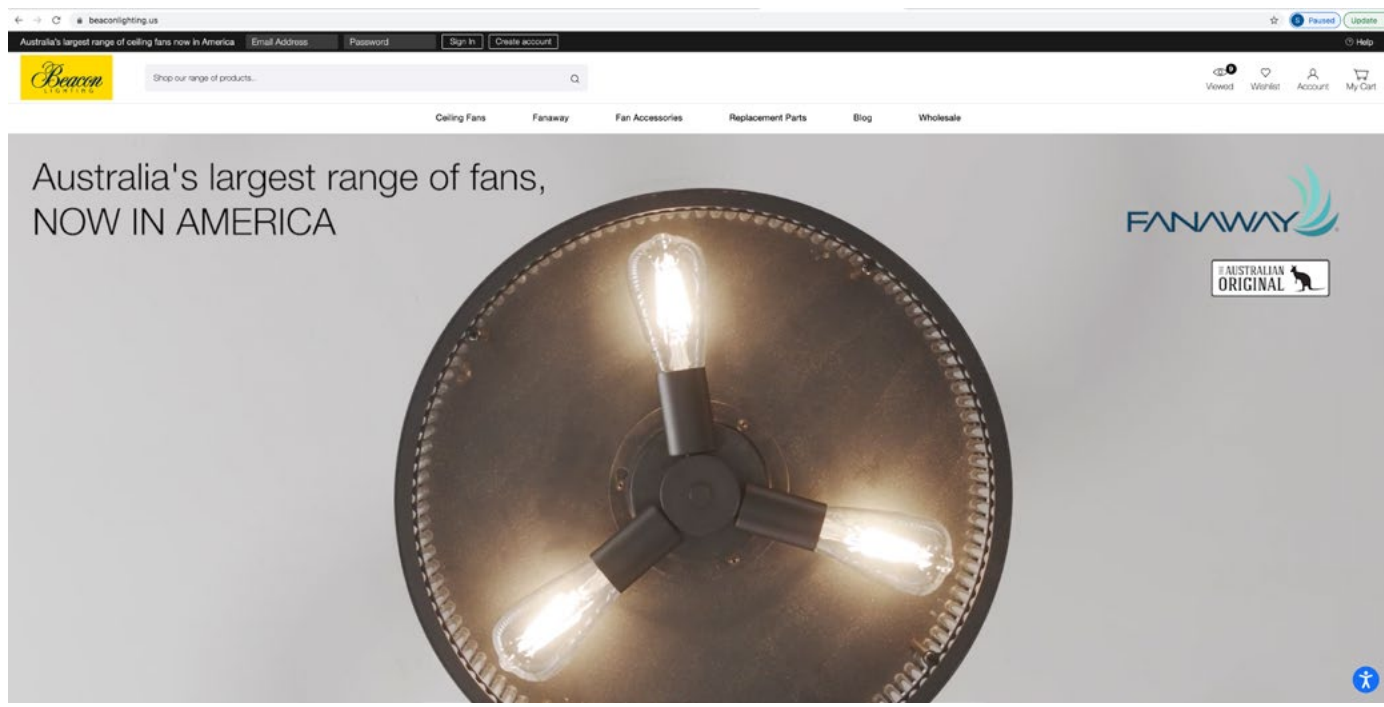 beaconlighting.us
Paused
Update
Australia's largest range of ceiling fans now in America
Email Address
Password
Sign In
Create account
Help
Beacon
LIGHTING
Shop our range of products...
Viewed
Wishlist
Account
My Cart
Ceiling Fans
Fanaway
Fan Accessories
Replacement Parts
Blog
Wholesale
Australia's largest range of fans,
NOW IN AMERICA
FANAWAY
AUSTRALIAN
ORIGINAL